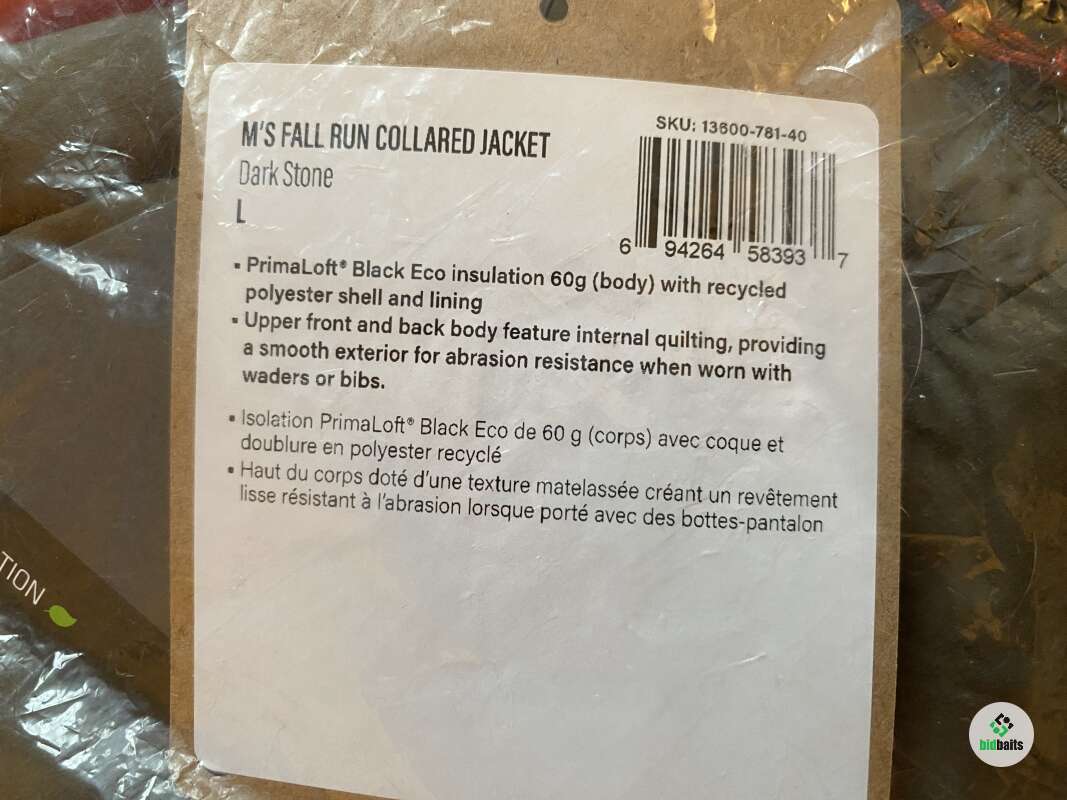 M'S FALL RUN COLLARED JACKET
Dark Stone
L
SKU: 13600-781-40
6 94264 58393 7
▪ PrimaLoft® Black Eco insulation 60g (body) with recycled
polyester shell and lining
▪ Upper front and back body feature internal quilting, providing
a smooth exterior for abrasion resistance when worn with
waders or bibs.
▪ Isolation PrimaLoft® Black Eco de 60 g (corps) avec coque et
doublure en polyester recyclé
▪ Haut du corps doté d'une texture matelassée créant un revêtement
lisse résistant à l'abrasion lorsque porté avec des bottes-pantalon
TION
bidbaits